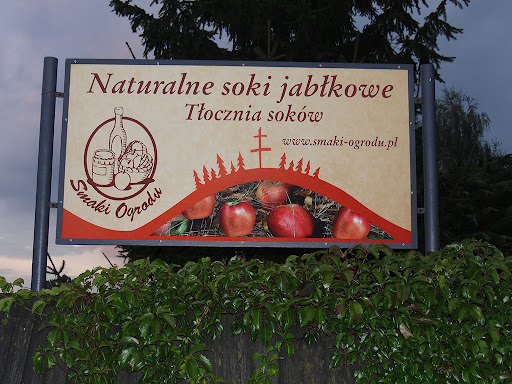 Naturalne soki jabłkowe
Tłocznia soków
www.smaki-ogrodu.pl
Smaki Ogrodu